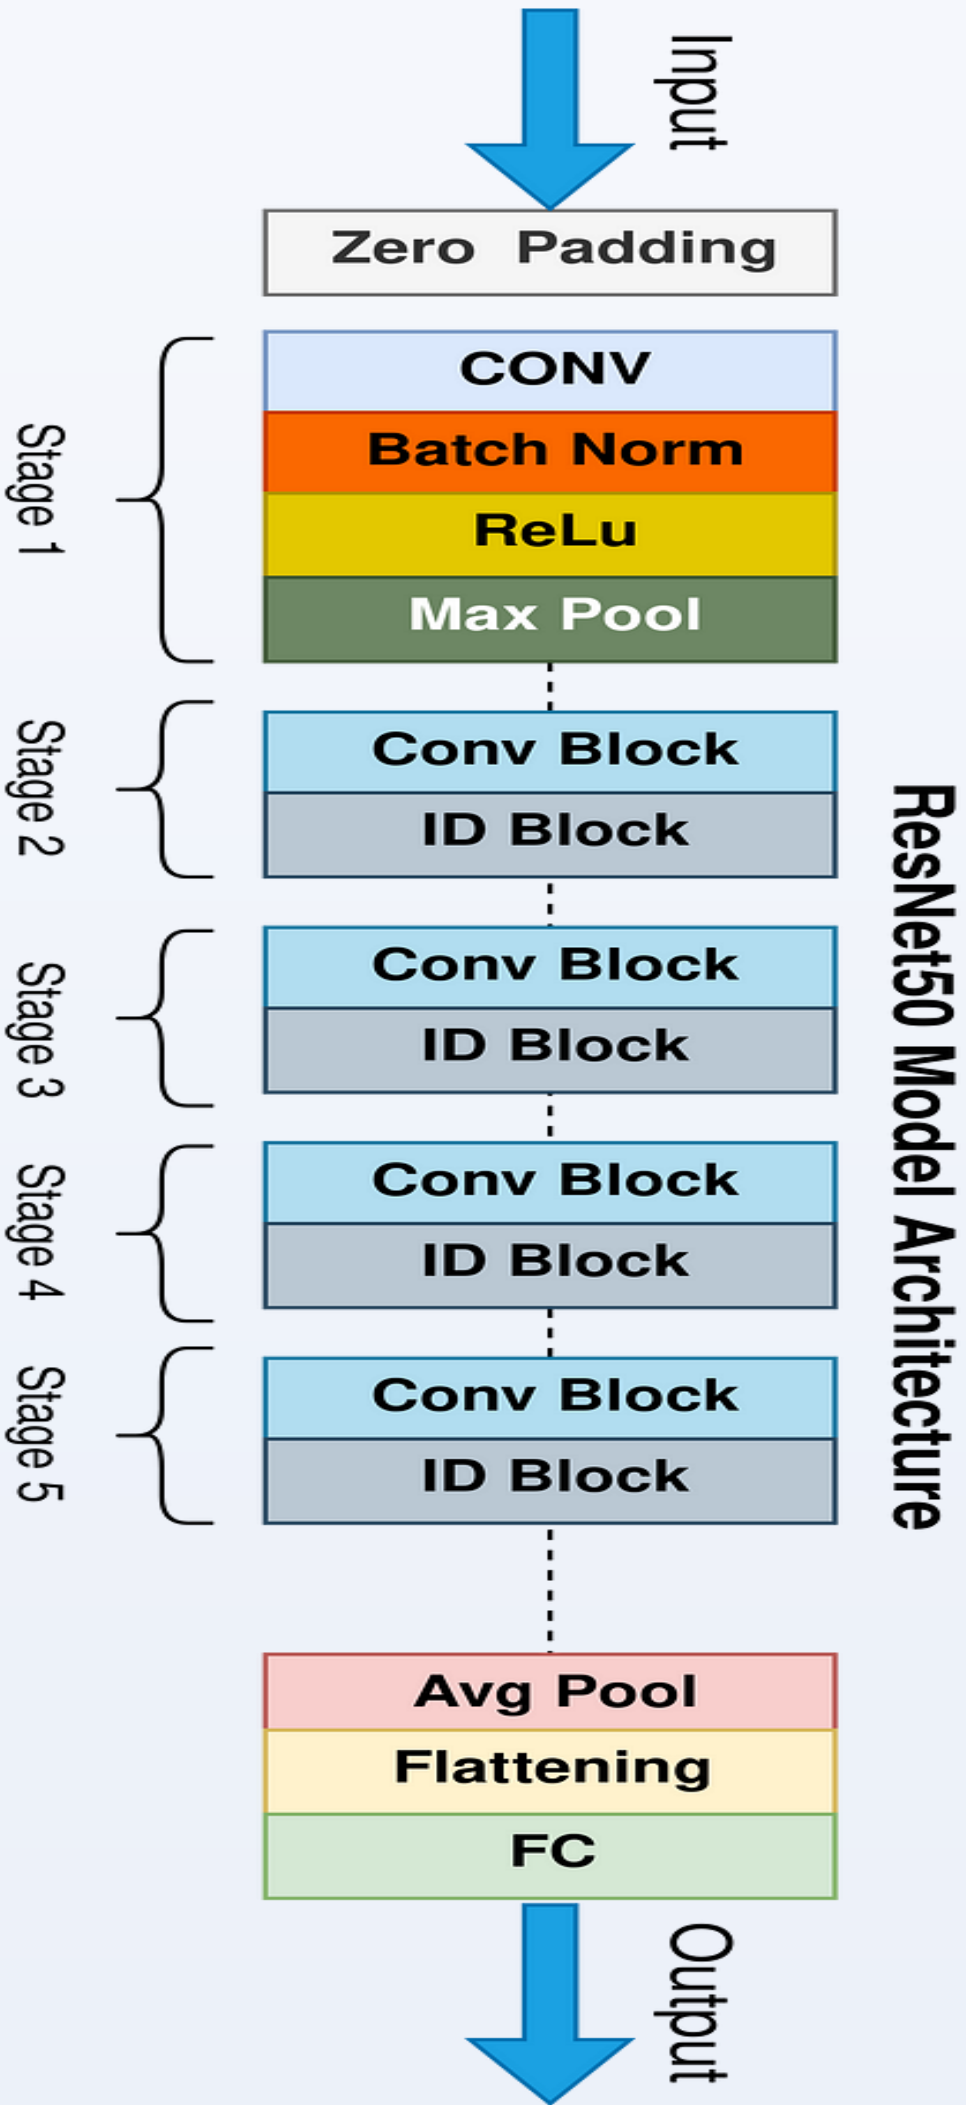 ResNet50 Model Architecture
Input
Zero Padding
CONV
Batch Norm
ReLu
Max Pool
Stage 1
Conv Block
ID Block
Stage 2
Conv Block
ID Block
Stage 3
Conv Block
ID Block
Stage 4
Conv Block
ID Block
Stage 5
Avg Pool
Flattening
FC
Output